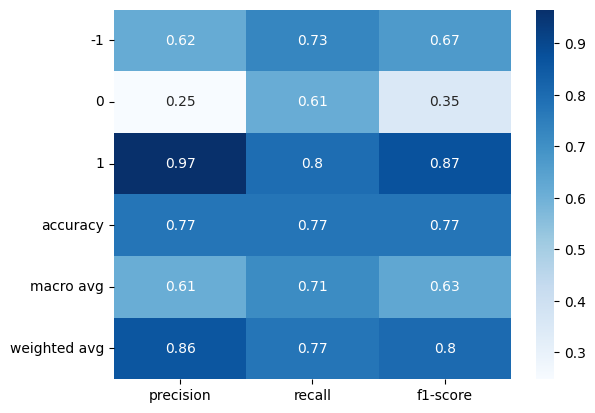 -1 0.62 0.73 0.67 0.9
0 0.25 0.61 0.35 0.8
1 0.97 0.8 0.87 0.7
accuracy 0.77 0.77 0.77 0.6
macro avg 0.61 0.71 0.63 0.5
weighted avg 0.86 0.77 0.8 0.4
0.3
precision recall f1-score